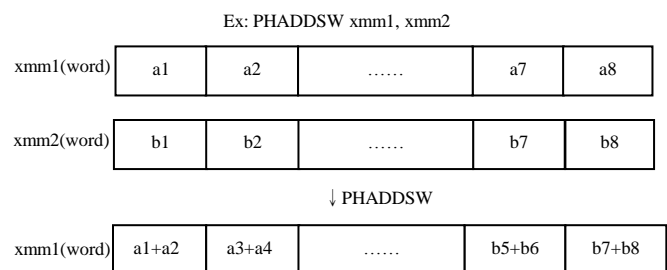 Ex: PHADDSW xmm1, xmm2
xmm1(word) a1 a2 ...... a7 a8
xmm2(word) b1 b2 ...... b7 b8
↓ PHADDSW
xmm1(word) a1+a2 a3+a4 ...... b5+b6 b7+b8